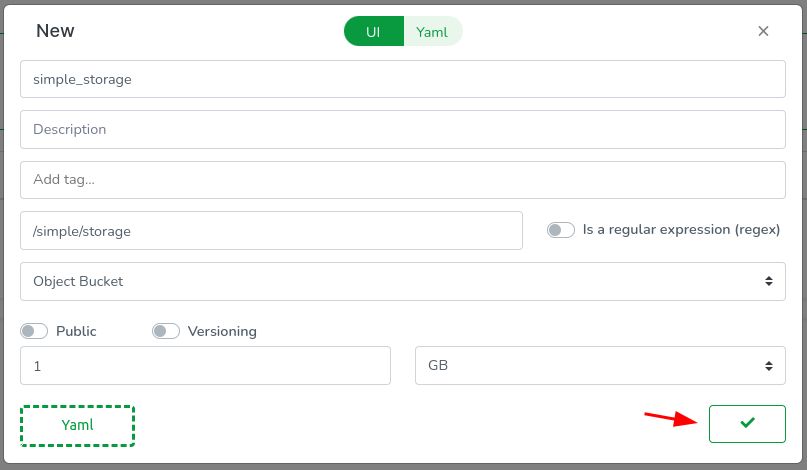 New
UI Yaml
simple_storage
Description
Add tag...
/simple/storage Is a regular expression (regex)
Object Bucket
Public Versioning
1 GB
Yaml